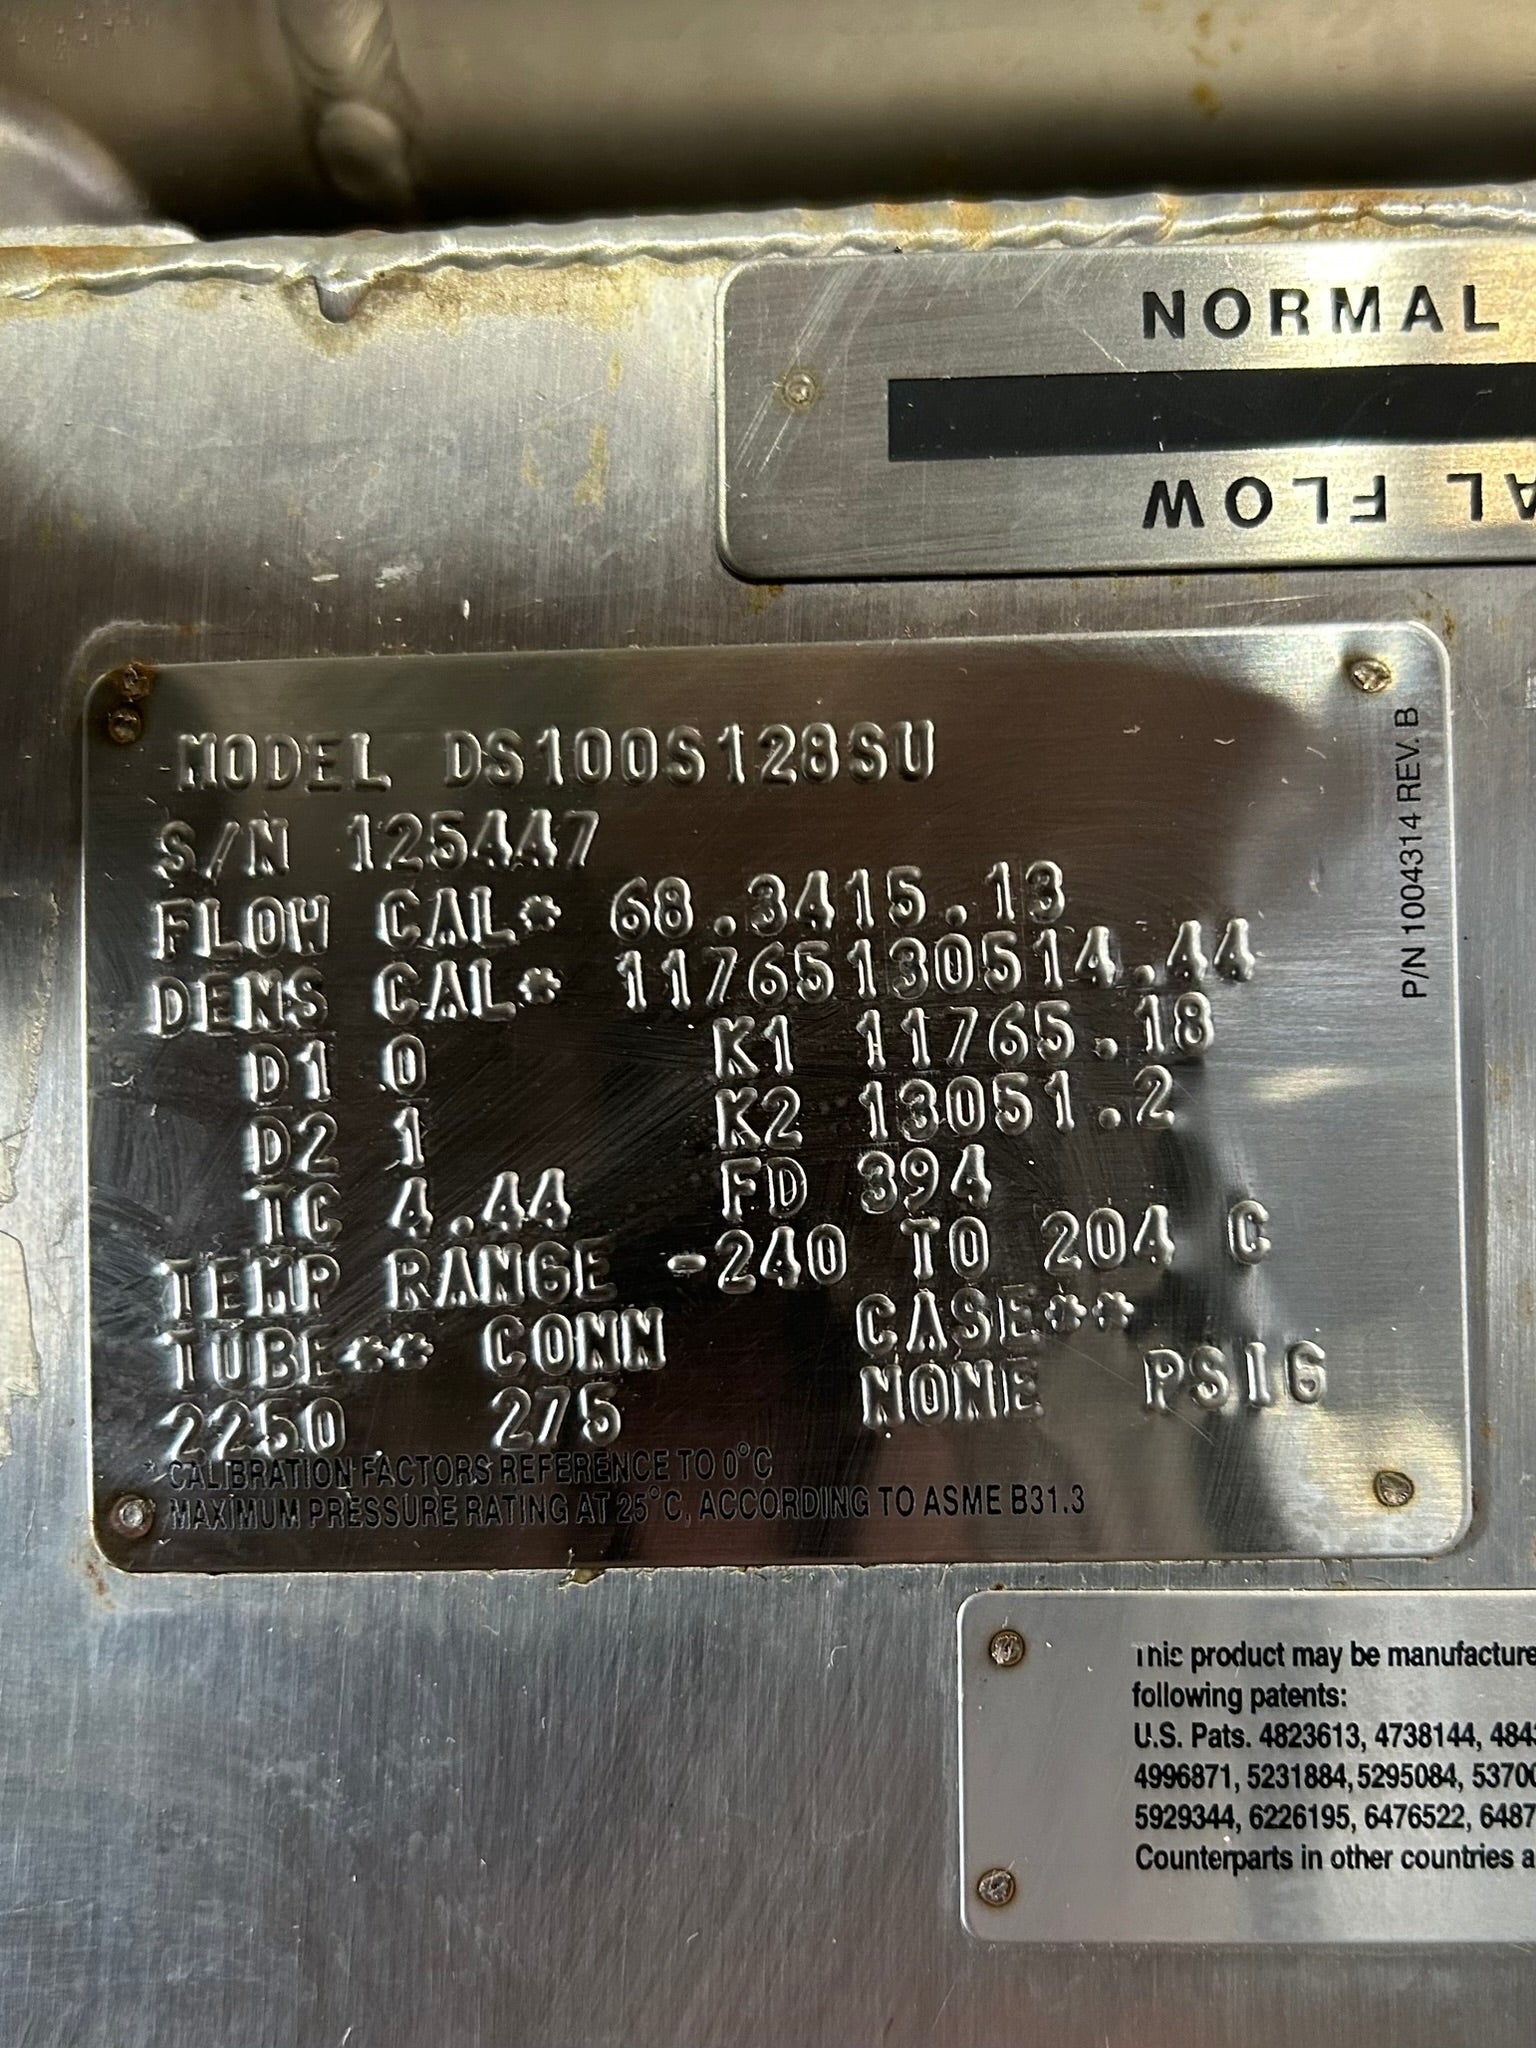 NORMAL
AL FLOW
MODEL DS100S128SU
S/N 125447
FLOW CAL* 68.3415.13
DENS CAL* 11765130514.44
D1 0 K1 11765.18
D2 1 K2 13051.2
TC 4.44 FD 394
TEMP RANGE -240 TO 204 C
TUBE** CONN CASE**
2250 275 NONE PSIG
* CALIBRATION FACTORS REFERENCE TO 0°C
MAXIMUM PRESSURE RATING AT 25°C, ACCORDING TO ASME B31.3
P/N 1004314 REV. B
This product may be manufacture
following patents:
U.S. Pats. 4823613, 4738144, 484
4996871, 5231884, 5295084, 5370
5929344, 6226195, 6476522, 6487
Counterparts in other countries a